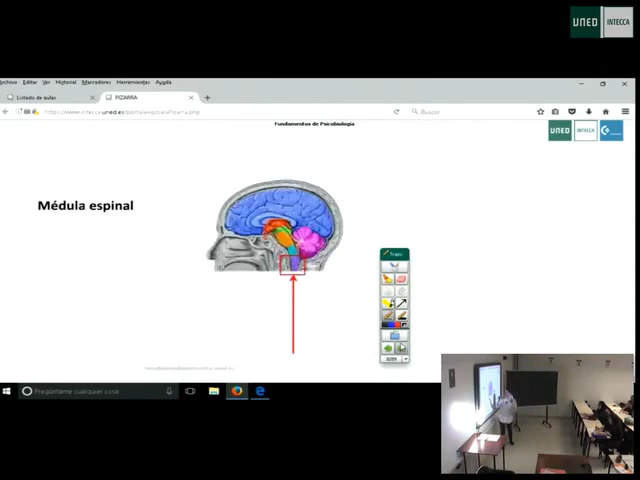 UNED INTECCA
Archivo Editar Ver Historial Marcadores Herramientas Ayuda
Listado de aulas
PIZARRA
Buscar
Fundamentos de Psicobiología
UNED INTECCA
Médula espinal
Trazo
Pregúntame cualquier cosa